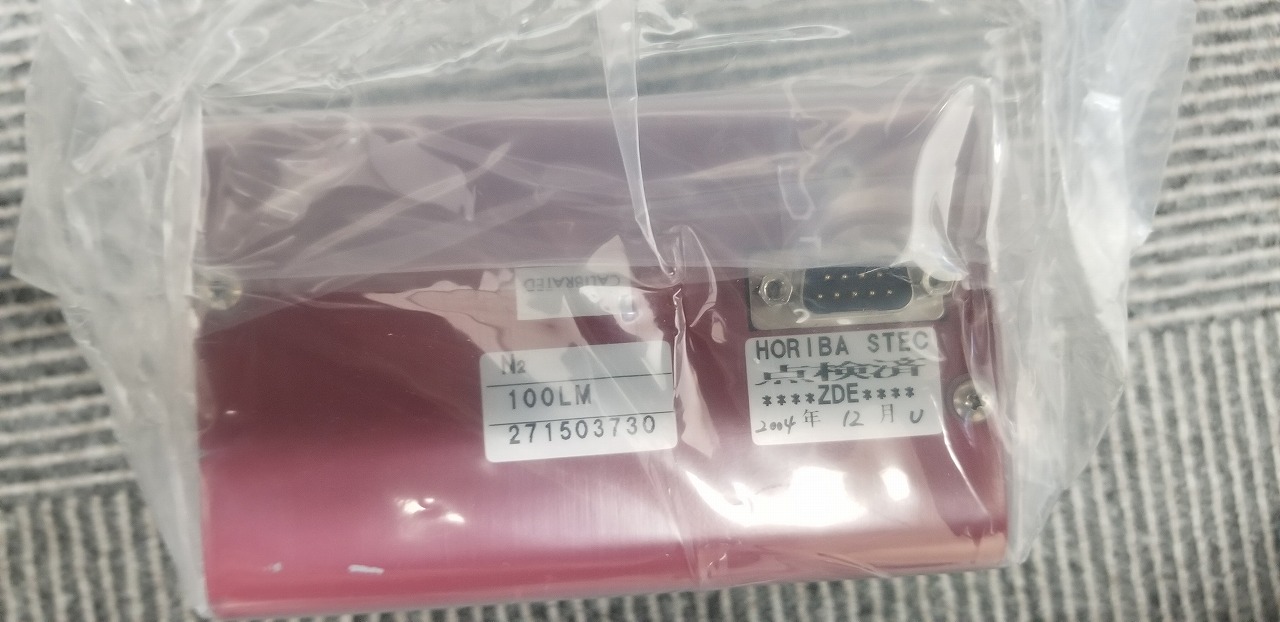 CALIBRATED
N₂
100LM
271503730
HORIBA STEC
点検済
****ZDE****
2004年 12月 U